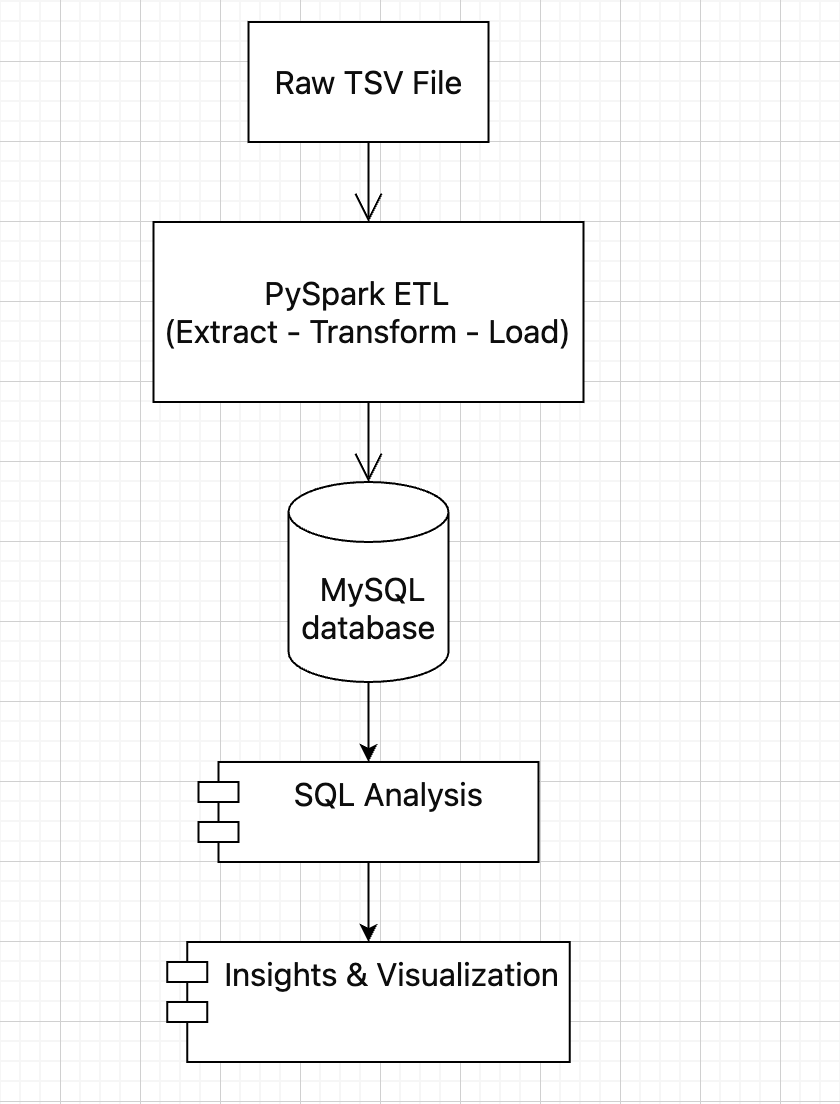 Raw TSV File
PySpark ETL
(Extract - Transform - Load)
MySQL
database
SQL Analysis
Insights & Visualization